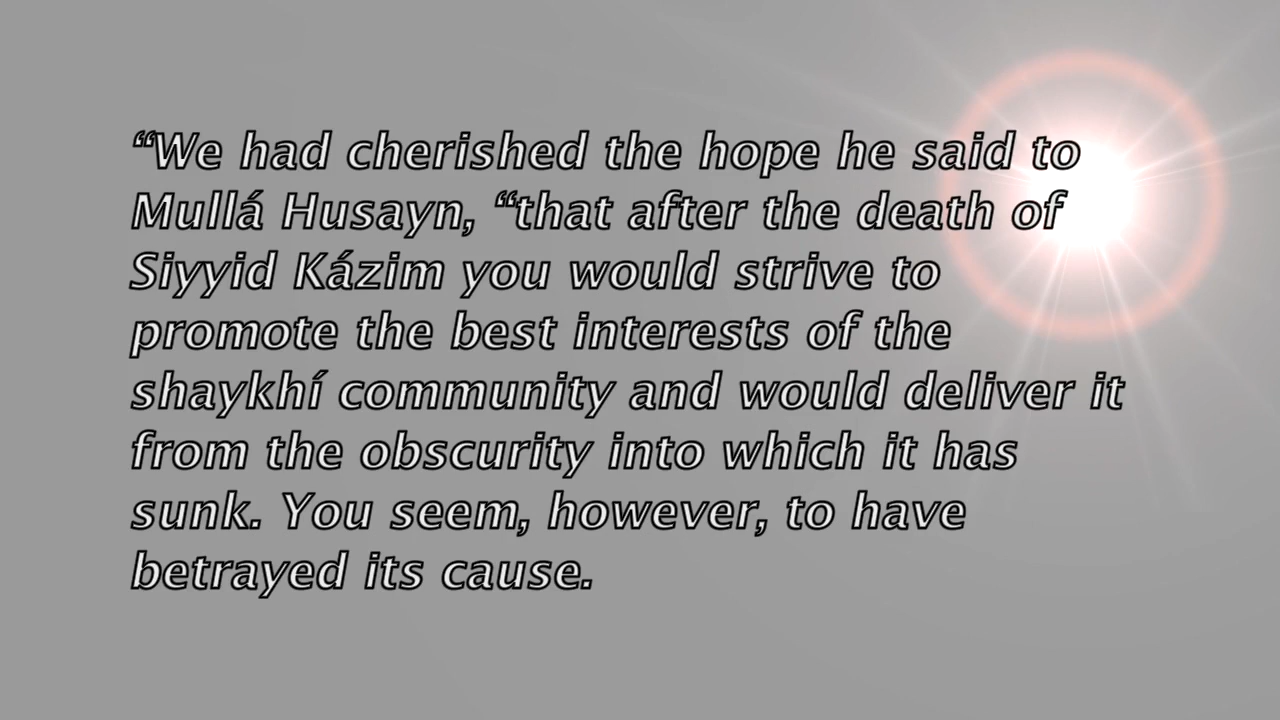 “We had cherished the hope he said to
Mullá Husayn, “that after the death of
Siyyid Kázim you would strive to
promote the best interests of the
shaykhí community and would deliver it
from the obscurity into which it has
sunk. You seem, however, to have
betrayed its cause.